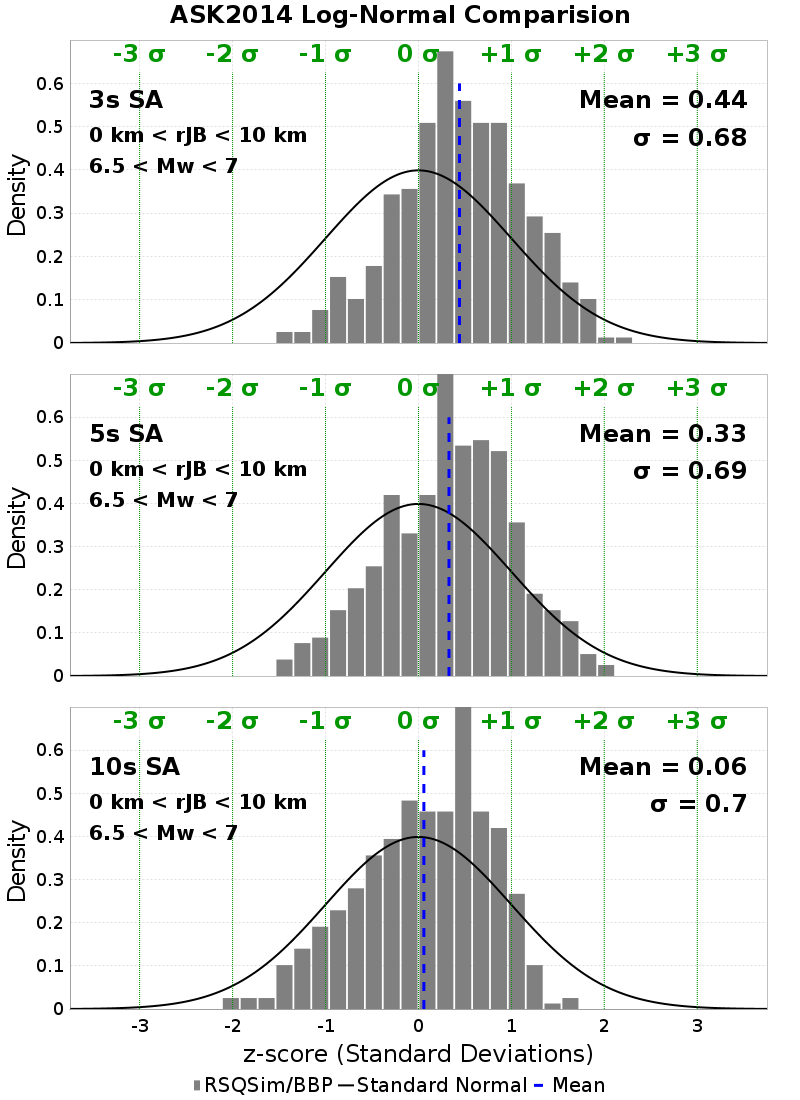 ASK2014 Log-Normal Comparision
-3 σ -2 σ -1 σ 0 σ +1 σ +2 σ +3 σ
3s SA
0 km < rJB < 10 km
6.5 < Mw < 7
Mean = 0.44
σ = 0.68
Density
0.6
0.5
0.4
0.3
0.2
0.1
0
-3 σ -2 σ -1 σ 0 σ +1 σ +2 σ +3 σ
5s SA
0 km < rJB < 10 km
6.5 < Mw < 7
Mean = 0.33
σ = 0.69
Density
0.6
0.5
0.4
0.3
0.2
0.1
0
-3 σ -2 σ -1 σ 0 σ +1 σ +2 σ +3 σ
10s SA
0 km < rJB < 10 km
6.5 < Mw < 7
Mean = 0.06
σ = 0.7
Density
0.6
0.5
0.4
0.3
0.2
0.1
0
-3 -2 -1 0 1 2 3
z-score (Standard Deviations)
RSQSim/BBP Standard Normal Mean